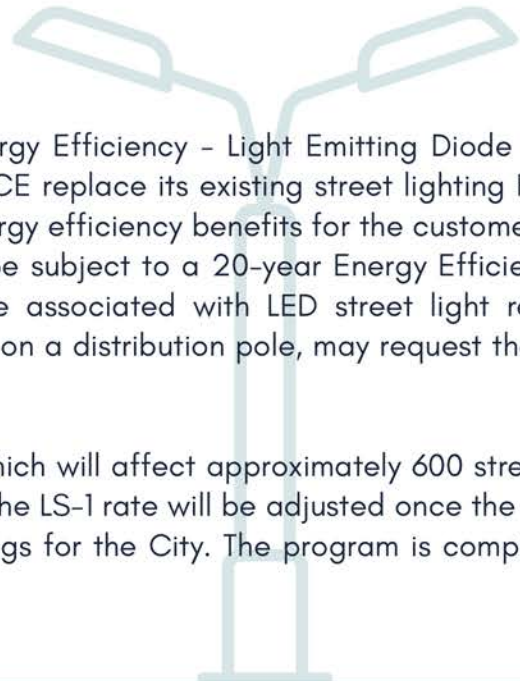 rgy Efficiency - Light Emitting Diode
CE replace its existing street lighting
rgy efficiency benefits for the custome
be subject to a 20-year Energy Efficie
e associated with LED street light re
on a distribution pole, may request th
hich will affect approximately 600 stre
he LS-1 rate will be adjusted once the
gs for the City. The program is comp